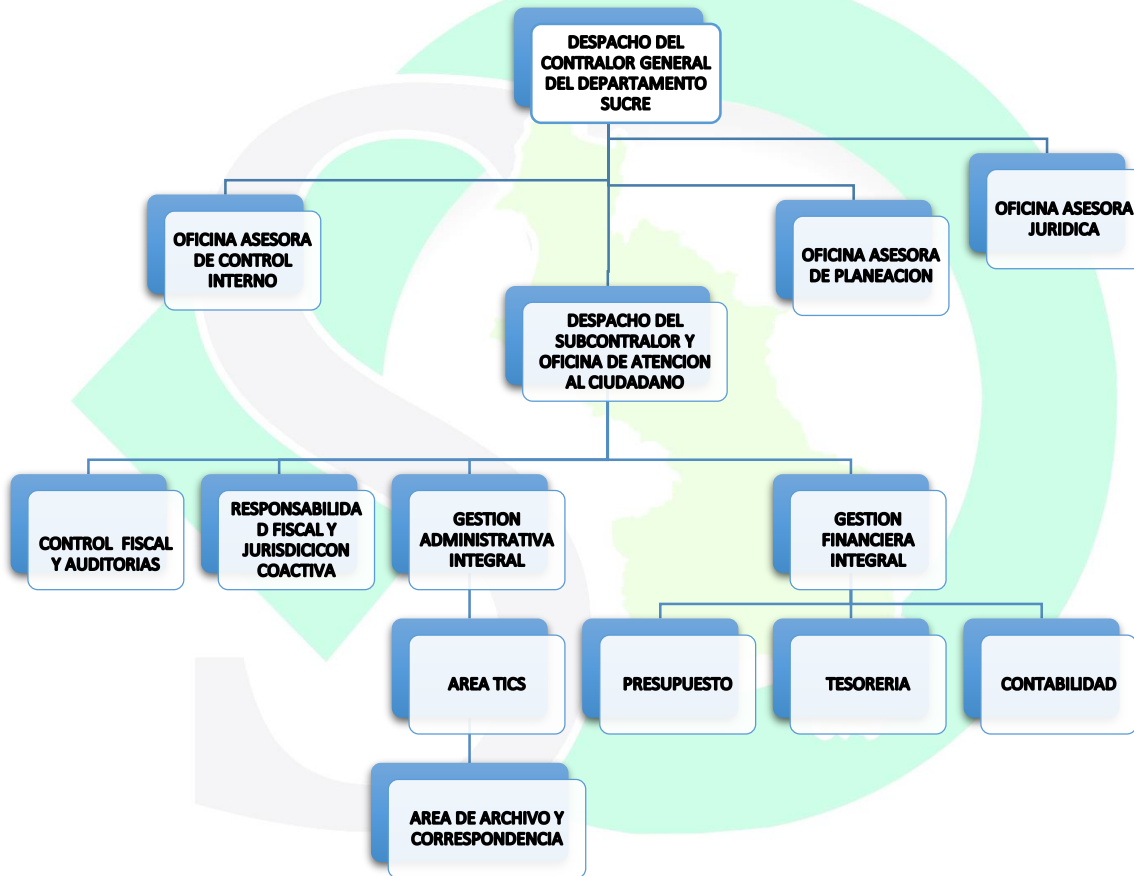 DESPACHO DEL
CONTRALOR GENERAL
DEL DEPARTAMENTO
SUCRE
OFICINA ASESORA
DE CONTROL
INTERNO
OFICINA ASESORA
DE PLANEACION
OFICINA ASESORA
JURIDICA
DESPACHO DEL
SUBCONTRALOR Y
OFICINA DE ATENCION
AL CIUDADANO
CONTROL FISCAL
Y AUDITORIAS
RESPONSABILIDA
D FISCAL Y
JURISDICICON
COACTIVA
GESTION
ADMINISTRATIVA
INTEGRAL
GESTION
FINANCIERA
INTEGRAL
AREA TICS
PRESUPUESTO
TESORERIA
CONTABILIDAD
AREA DE ARCHIVO Y
CORRESPONDENCIA